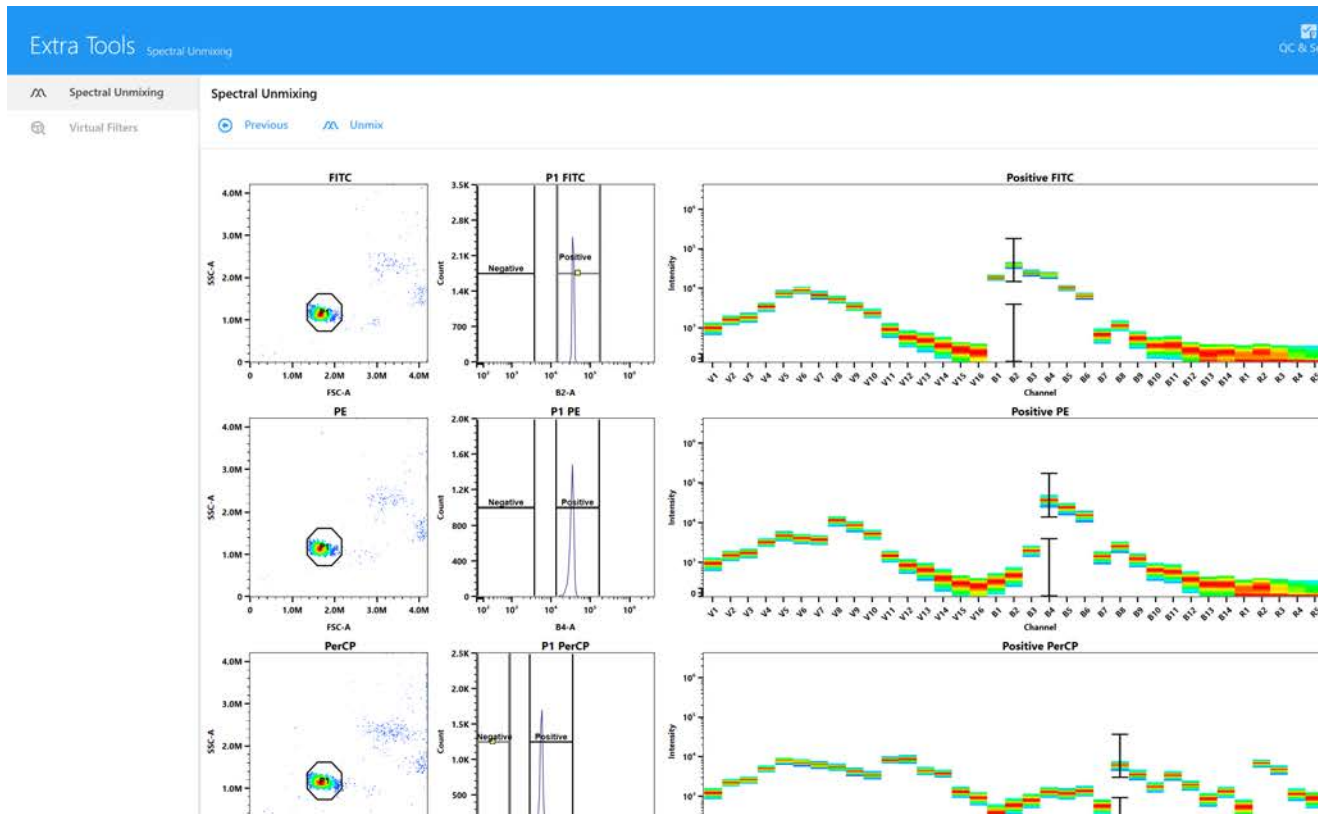 Extra Tools Spectral Unmixing
QC & S
Spectral Unmixing
Virtual Filters
Spectral Unmixing
Previous Unmix
FITC
4.0M
3.0M
2.0M
1.0M
0
SSC-A
0 1.0M 2.0M 3.0M 4.0M
FSC-A
P1 FITC
3.5K
2.8K
2.1K
1.4K
700
0
Count
Negative
Positive
B2-A
Positive FITC
Intensity
0
V1 V2 V3 V4 V5 V6 V7 V8 V9 V10 V11 V12 V13 V14 V15 V16 B1 B2 B3 B4 B5 B6 B7 B8 B9 B10 B11 B12 B13 B14 R1 R2 R3 R4
Channel
PE
4.0M
3.0M
2.0M
1.0M
0
SSC-A
0 1.0M 2.0M 3.0M 4.0M
FSC-A
P1 PE
2.0K
1.6K
1.2K
800
400
0
Count
Negative
Positive
B4-A
Positive PE
Intensity
0
V1 V2 V3 V4 V5 V6 V7 V8 V9 V10 V11 V12 V13 V14 V15 V16 B1 B2 B3 B4 B5 B6 B7 B8 B9 B10 B11 B12 B13 B14 R1 R2 R3 R4
Channel
PerCP
4.0M
3.0M
2.0M
1.0M
SSC-A
P1 PerCP
2.5K
2.0K
1.5K
1.0K
500
Count
Negative
Positive
Positive PerCP
Intensity